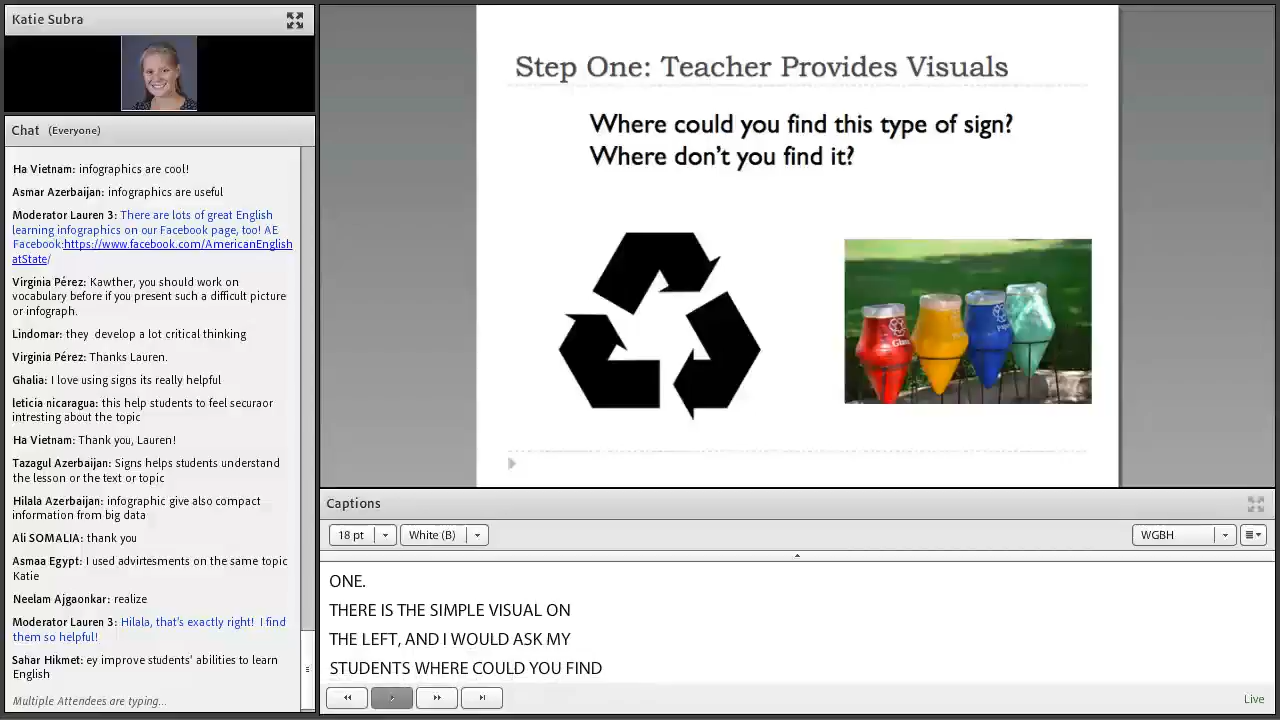 Katie Subra
Chat (Everyone)
Ha Vietnam: infographics are cool!
Asmar Azerbaijan: infographics are useful
Moderator Lauren 3: There are lots of great English
learning infographics on our Facebook page, too! AE
Facebook:https://www.facebook.com/AmericanEnglish
atState/
Virginia Pérez: Kawther, you should work on
vocabulary before if you present such a difficult picture
or infograph.
Lindomar: they develop a lot critical thinking
Virginia Pérez: Thanks Lauren.
Ghalia: I love using signs its really helpful
leticia nicaragua: this help students to feel securaor
intresting about the topic
Ha Vietnam: Thank you, Lauren!
Tazagul Azerbaijan: Signs helps students understand
the lesson or the text or topic
Hilala Azerbaijan: infographic give also compact
information from big data
Ali SOMALIA: thank you
Asmaa Egypt: I used advirtesments on the same topic
Katie
Neelam Ajgaonkar: realize
Moderator Lauren 3: Hilala, that's exactly right! I find
them so helpful!
Sahar Hikmet: ey improve students' abilities to learn
English
Multiple Attendees are typing...
Step One: Teacher Provides Visuals
Where could you find this type of sign?
Where don't you find it?
Glass
Captions
18 pt
White (B)
WGBH
ONE.
THERE IS THE SIMPLE VISUAL ON
THE LEFT, AND I WOULD ASK MY
STUDENTS WHERE COULD YOU FIND
Live